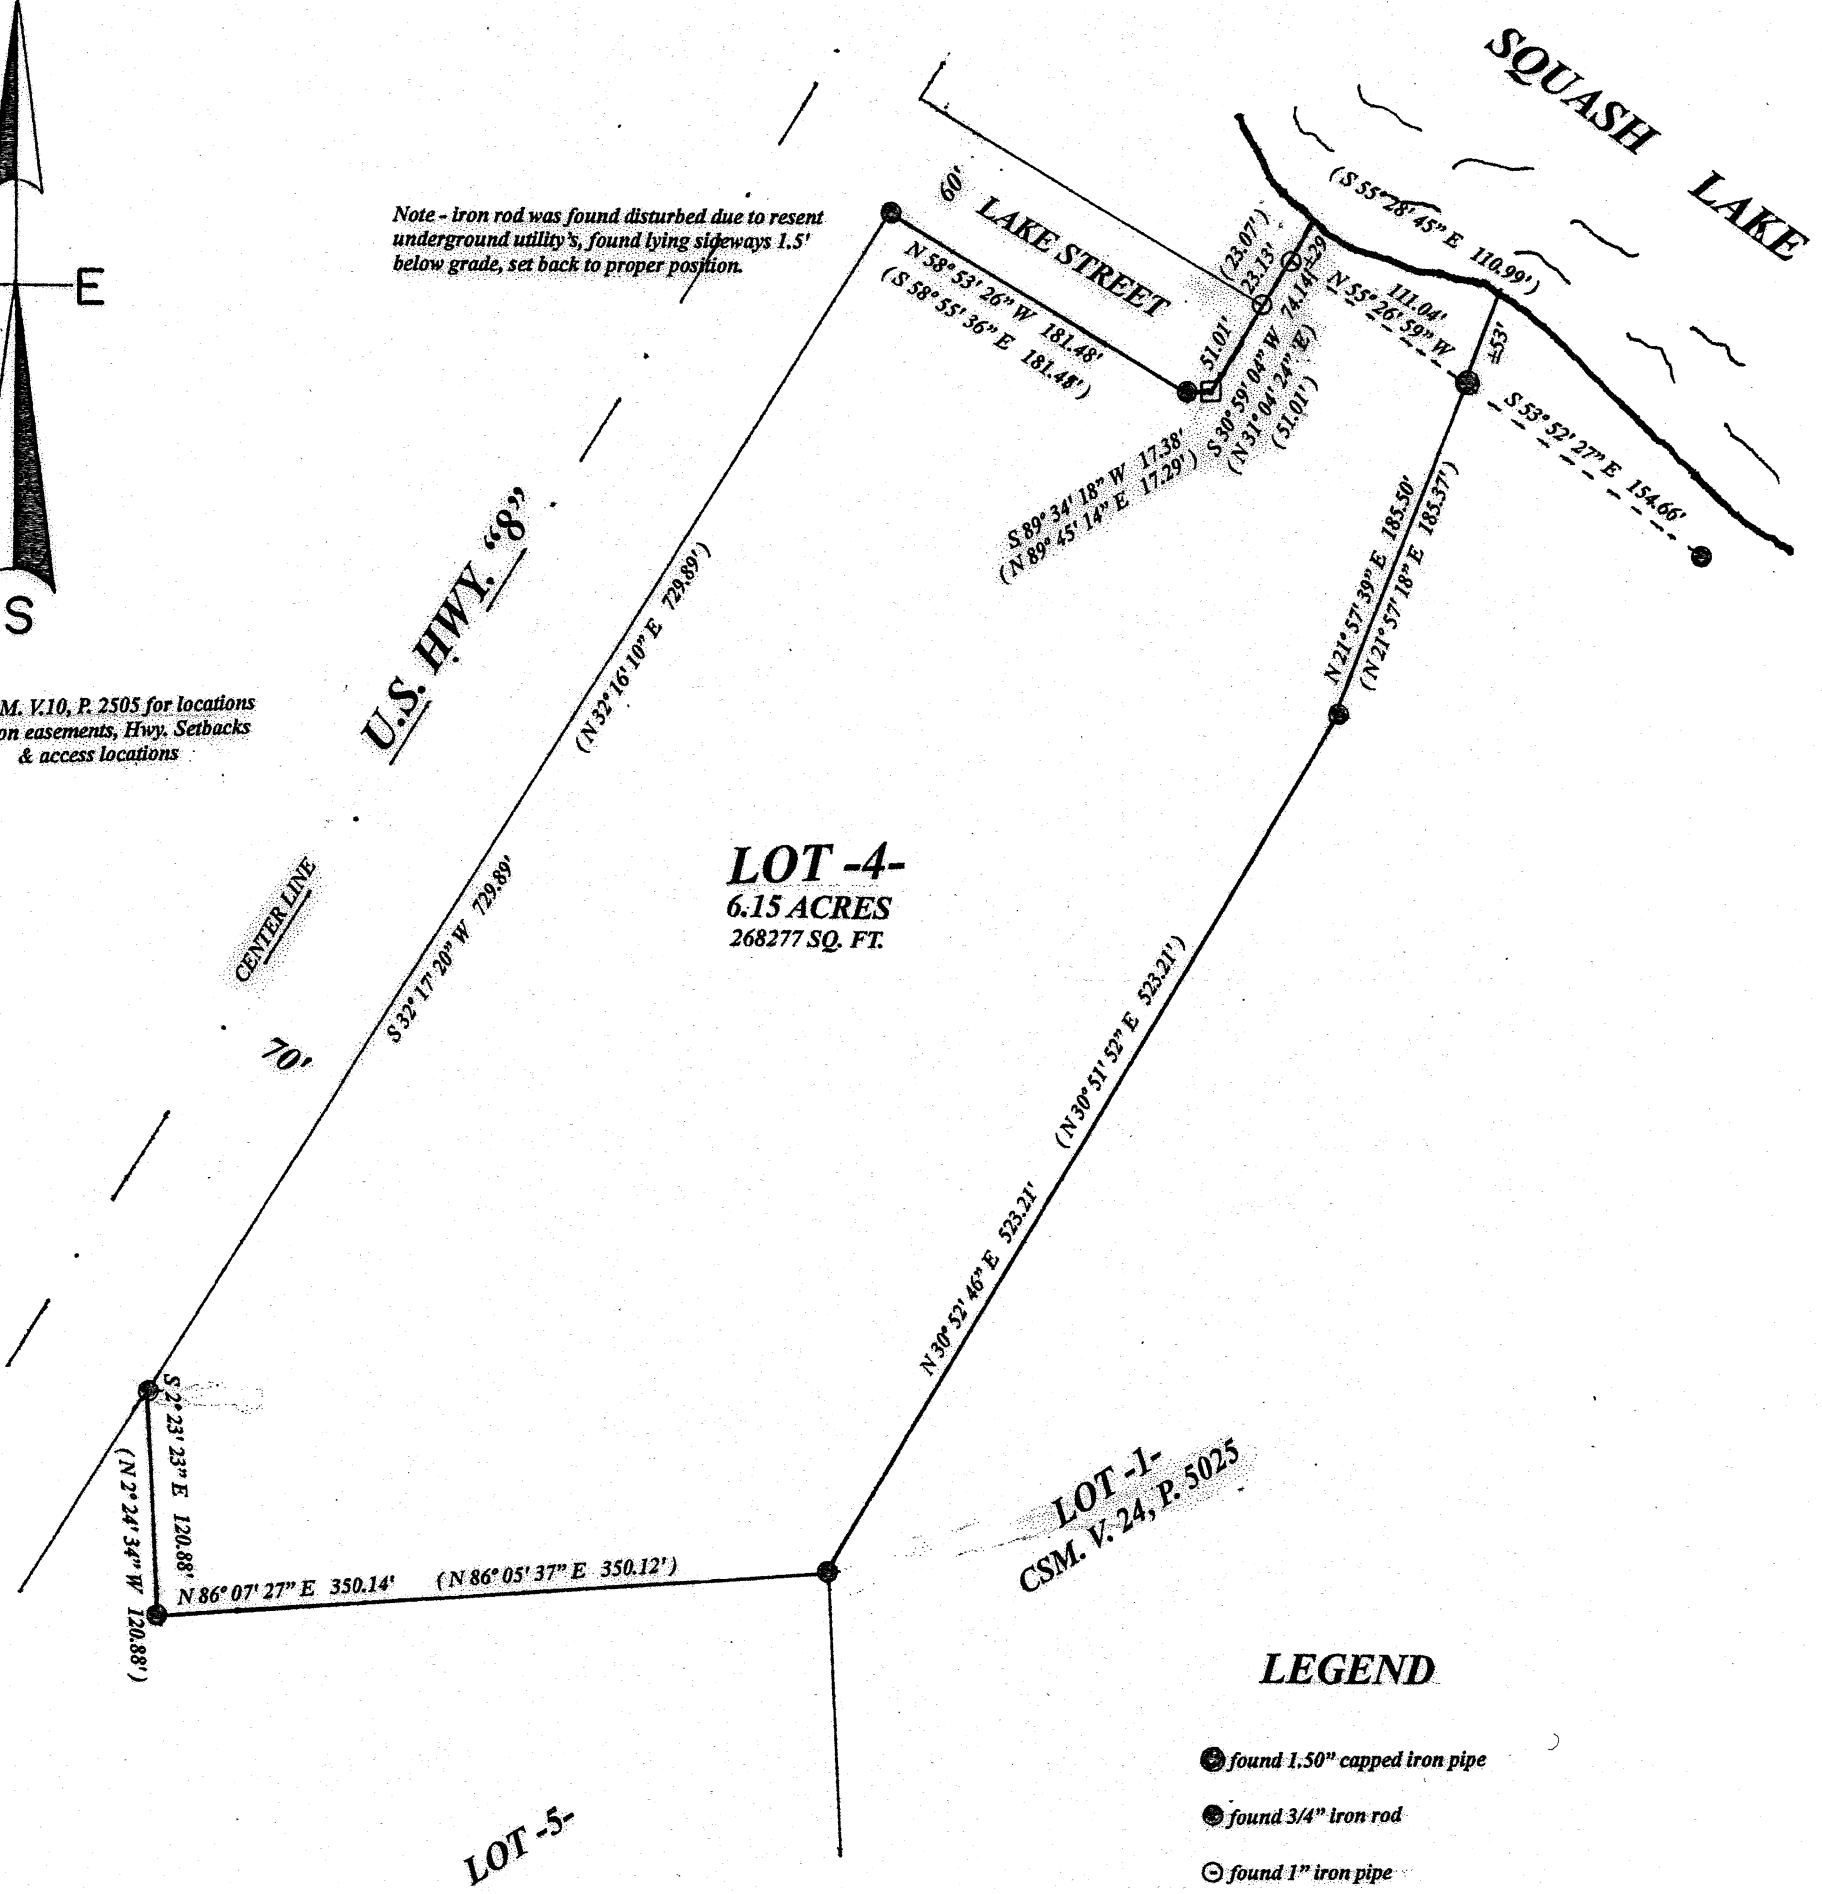 SQUASH LAKE
E
S
Note - iron rod was found disturbed due to resent
underground utility's, found lying sideways 1.5'
below grade, set back to proper position.
60'
LAKE STREET
N 58° 53' 26" W 181.48'
(S 58° 55' 36" E 181.48')
(23.07')
23.13'
51.01'
±29'
S 30° 59' 04" W 74.14'
(N 31° 04' 24" E)
(51.01')
(S 55° 28' 45" E 110.99')
111.04'
N 55° 26' 59" W
±53'
S 53° 52' 27" E 154.66'
S 89° 34' 18" W 17.38'
(N 89° 45' 14" E 17.29')
N 21° 57' 39" E 185.50'
(N 21° 57' 18" E 185.37')
U.S. HWY. "8"
(N 32° 16' 10" E 729.89')
S 32° 17' 20" W 729.89'
M. V.10, P. 2505 for locations
on easements, Hwy. Setbacks
& access locations
CENTER LINE
70'
LOT -4-
6.15 ACRES
268277 SQ. FT.
(N 30° 51' 52" E 523.21')
N 30° 52' 46" E 523.21'
S 2° 23' 23" E 120.88'
(N 2° 24' 34" W 120.88')
N 86° 07' 27" E 350.14' (N 86° 05' 37" E 350.12')
LOT -1-
CSM. V. 24, P. 5025
LOT -5-
LEGEND
found 1.50" capped iron pipe
found 3/4" iron rod
found 1" iron pipe